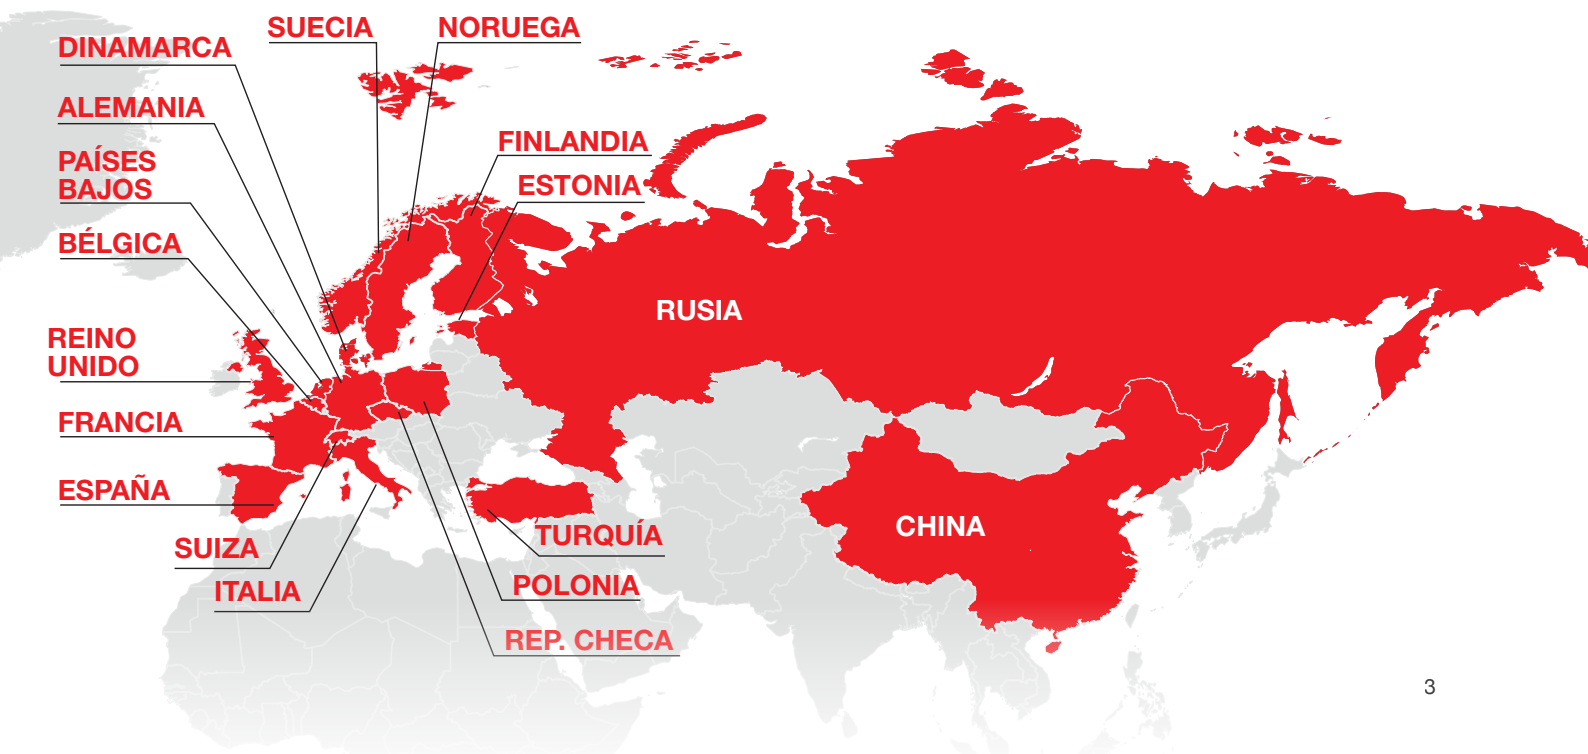 SUECIA
NORUEGA
DINAMARCA
ALEMANIA
FINLANDIA
PAÍSES
BAJOS
ESTONIA
BÉLGICA
RUSIA
REINO
UNIDO
FRANCIA
ESPAÑA
CHINA
TURQUÍA
SUIZA
ITALIA
POLONIA
REP. CHECA
3